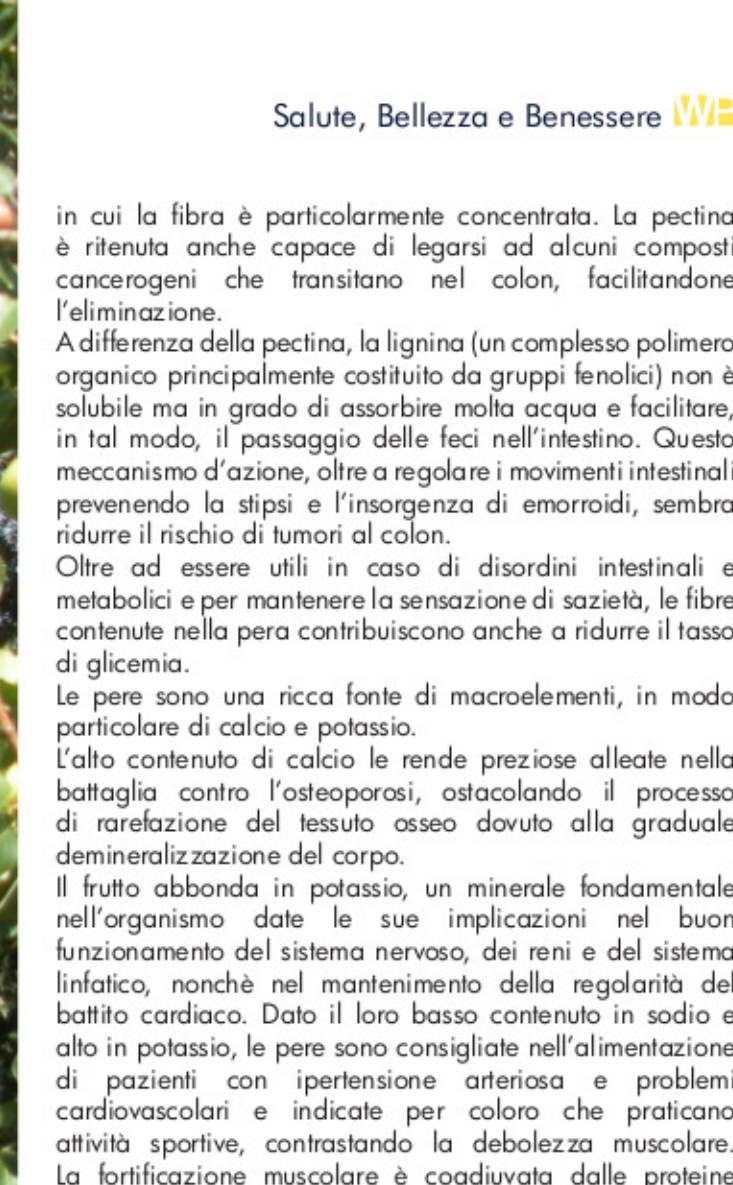 Salute, Bellezza e Benessere WP
in cui la fibra è particolarmente concentrata. La pectina
è ritenuta anche capace di legarsi ad alcuni composti
cancerogeni che transitano nel colon, facilitandone
l'eliminazione.
A differenza della pectina, la lignina (un complesso polimero
organico principalmente costituito da gruppi fenolici) non è
solubile ma in grado di assorbire molta acqua e facilitare,
in tal modo, il passaggio delle feci nell'intestino. Questo
meccanismo d'azione, oltre a regolare i movimenti intestinali
prevenendo la stipsi e l'insorgenza di emorroidi, sembra
ridurre il rischio di tumori al colon.
Oltre ad essere utili in caso di disordini intestinali e
metabolici e per mantenere la sensazione di sazietà, le fibre
contenute nella pera contribuiscono anche a ridurre il tasso
di glicemia.
Le pere sono una ricca fonte di macroelementi, in modo
particolare di calcio e potassio.
L'alto contenuto di calcio le rende preziose alleate nella
battaglia contro l'osteoporosi, ostacolando il processo
di rarefazione del tessuto osseo dovuto alla graduale
demineralizzazione del corpo.
Il frutto abbonda in potassio, un minerale fondamentale
nell'organismo date le sue implicazioni nel buon
funzionamento del sistema nervoso, dei reni e del sistema
linfatico, nonchè nel mantenimento della regolarità del
battito cardiaco. Dato il loro basso contenuto in sodio e
alto in potassio, le pere sono consigliate nell'alimentazione
di pazienti con ipertensione arteriosa e problemi
cardiovascolari e indicate per coloro che praticano
attività sportive, contrastando la debolezza muscolare.
La fortificazione muscolare è coadiuvata dalle proteine